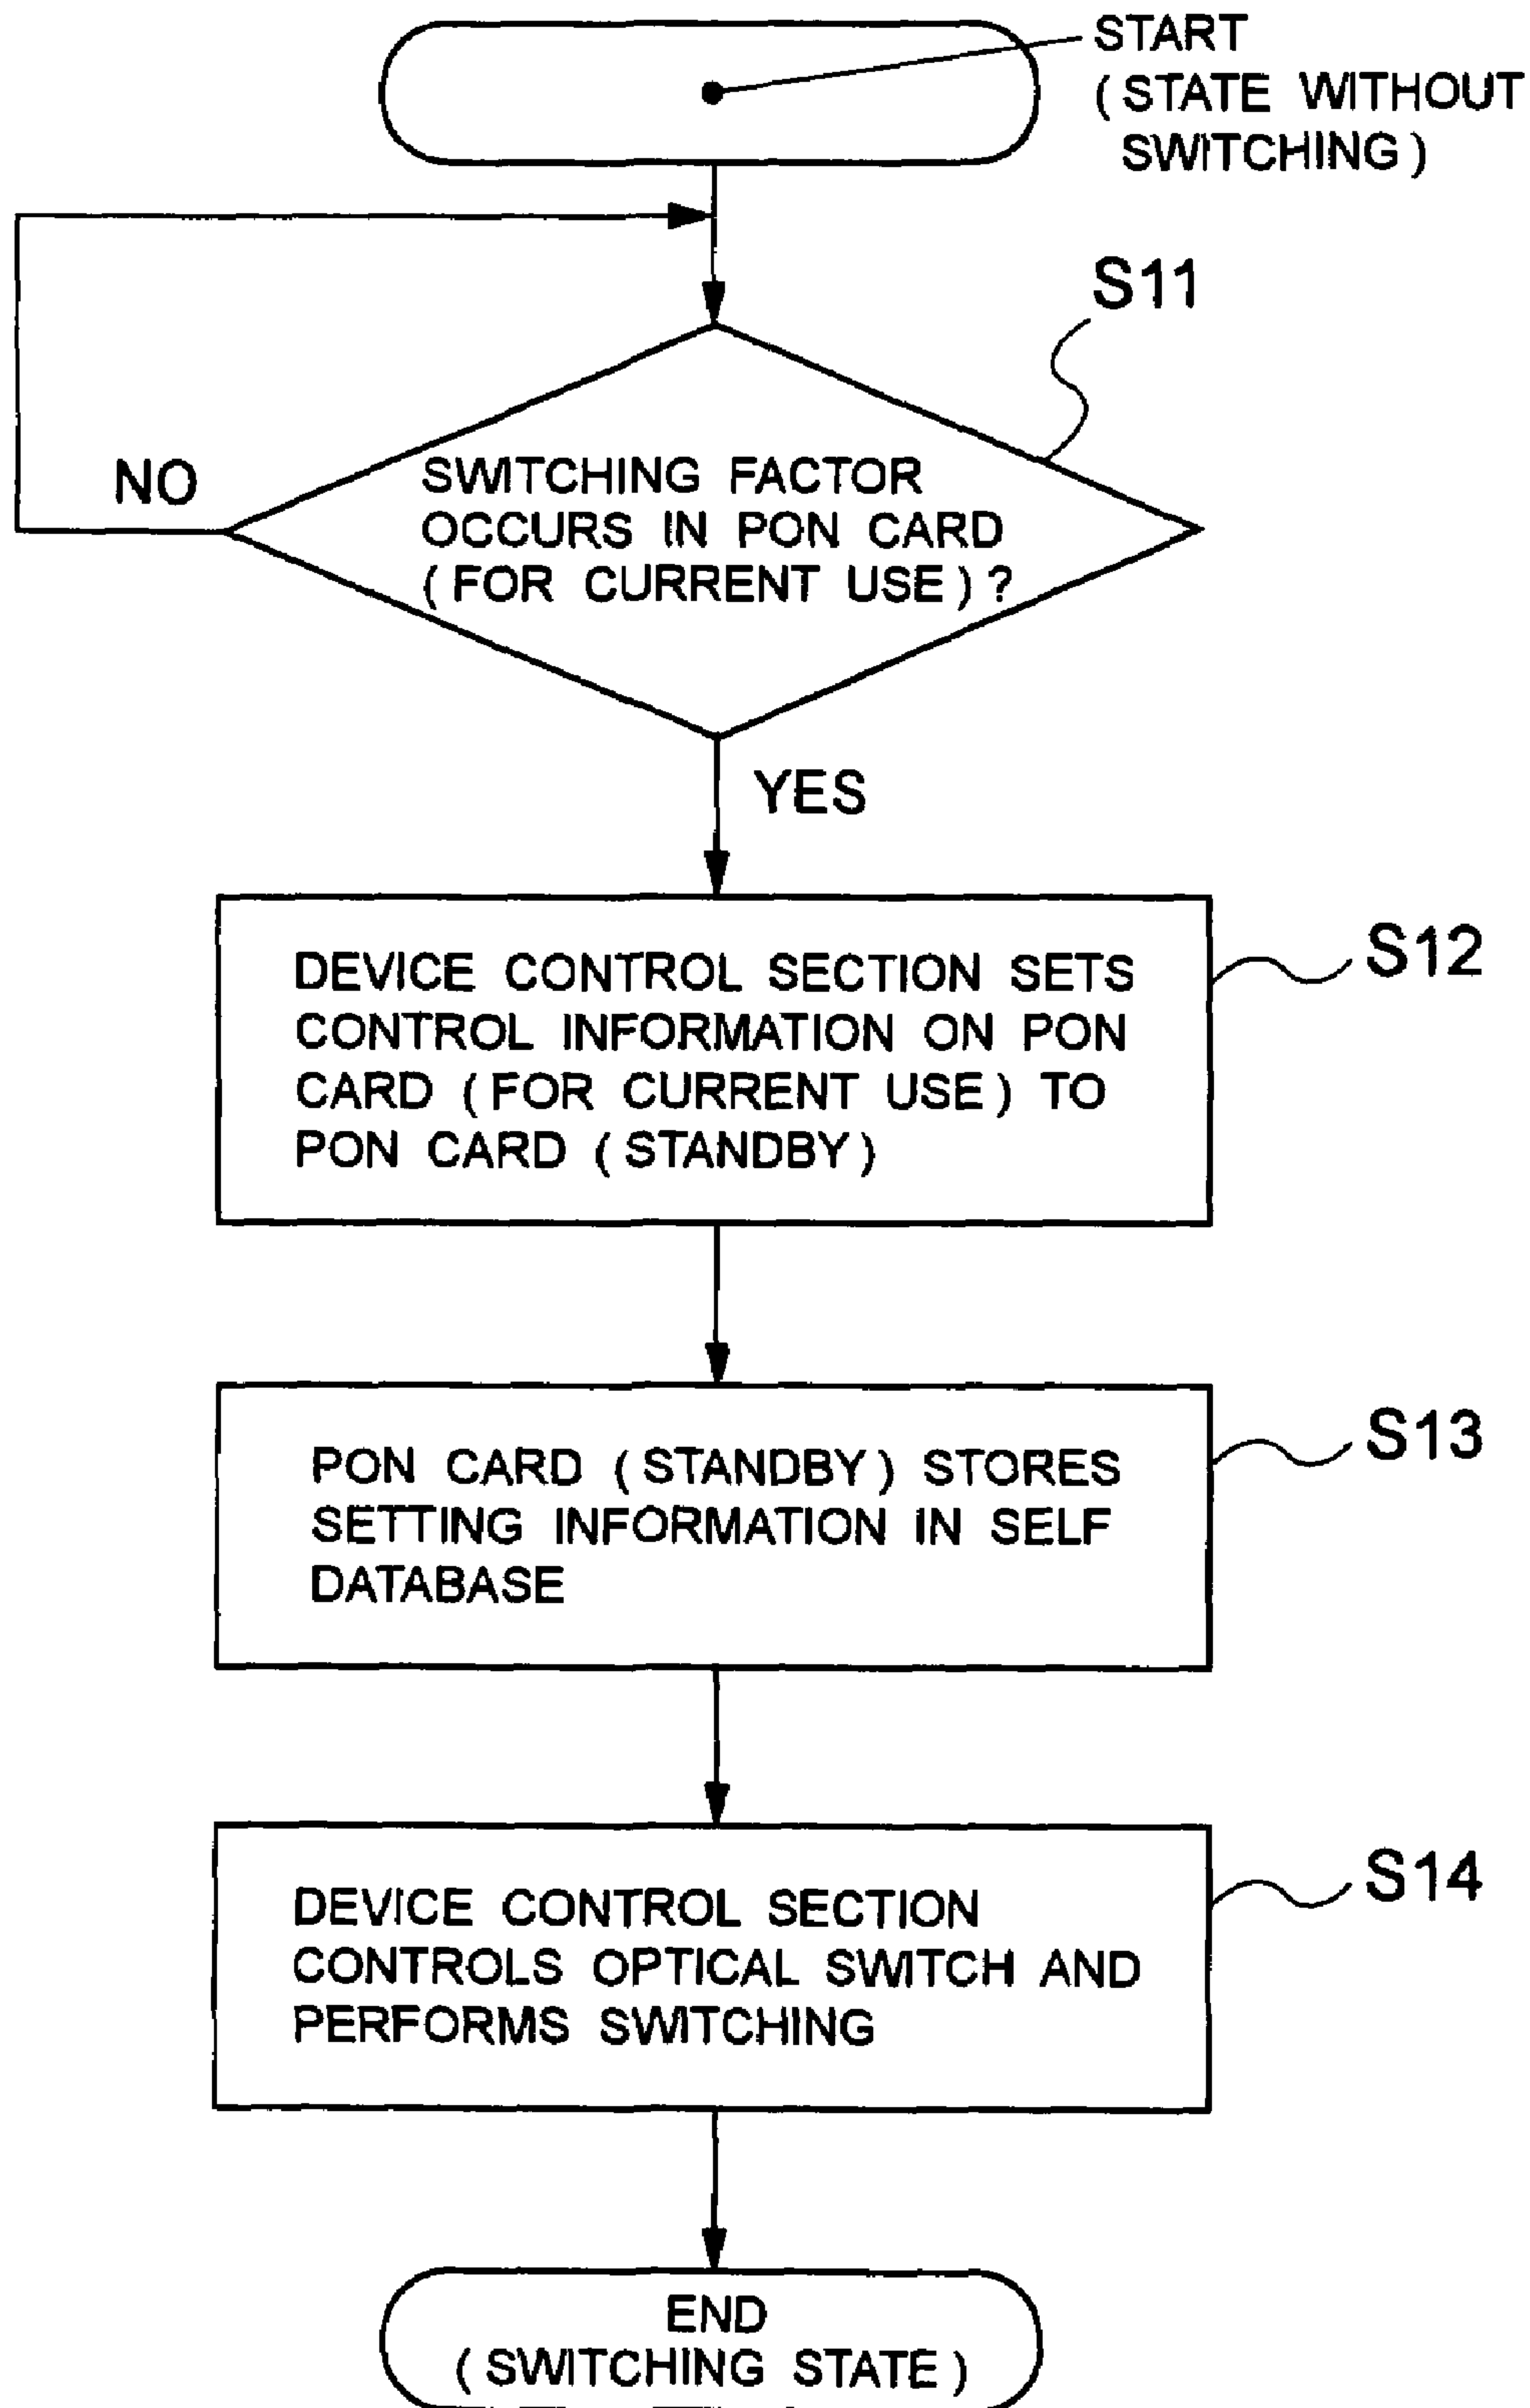 START
(STATE WITHOUT
SWITCHING)
S11
SWITCHING FACTOR
OCCURS IN PON CARD
(FOR CURRENT USE)?
NO
YES
S12
DEVICE CONTROL SECTION SETS
CONTROL INFORMATION ON PON
CARD (FOR CURRENT USE) TO
PON CARD (STANDBY)
S13
PON CARD (STANDBY) STORES
SETTING INFORMATION IN SELF
DATABASE
S14
DEVICE CONTROL SECTION
CONTROLS OPTICAL SWITCH AND
PERFORMS SWITCHING
END
(SWITCHING STATE)